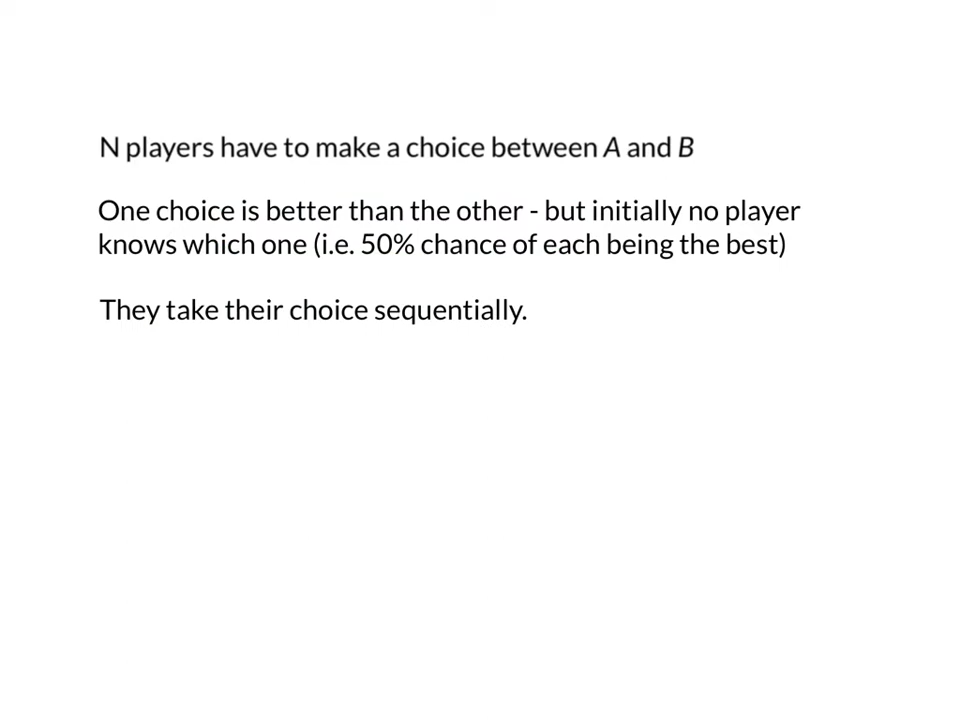 N players have to make a choice between A and B
One choice is better than the other - but initially no player
knows which one (i.e. 50% chance of each being the best)
They take their choice sequentially.